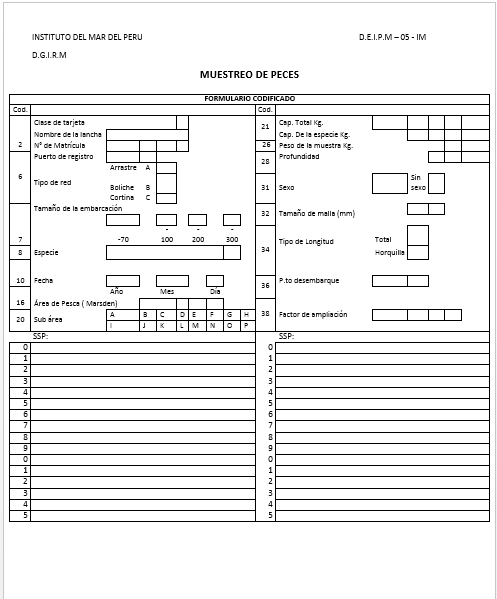 INSTITUTO DEL MAR DEL PERU D.E.I.P.M – 05 - IM
D.G.I.R.M
MUESTREO DE PECES
FORMULARIO CODIFICADO
Cod. Cod.
Clase de tarjeta
Nombre de la lancha
2 N° de Matrícula
Puerto de registro
Arrastre A
6
Tipo de red
Boliche B
Cortina C
Tamaño de la embarcación
- - -
7 -70 100 200 300
8 Especie
10 Fecha
Año Mes Día
16 Área de Pesca ( Marsden)
20 Sub área
A B C D E F G H
I J K L M N O P
21 Cap. Total Kg.
Cap. De la especie Kg.
26 Peso de la muestra Kg.
28 Profundidad
31 Sexo Sin sexo
32 Tamaño de malla (mm)
34 Tipo de Longitud Total
Horquilla
36 P.to desembarque
38 Factor de ampliación
SSP: SSP:
0 0
1 1
2 2
3 3
4 4
5 5
6 6
7 7
8 8
9 9
0 0
1 1
2 2
3 3
4 4
5 5